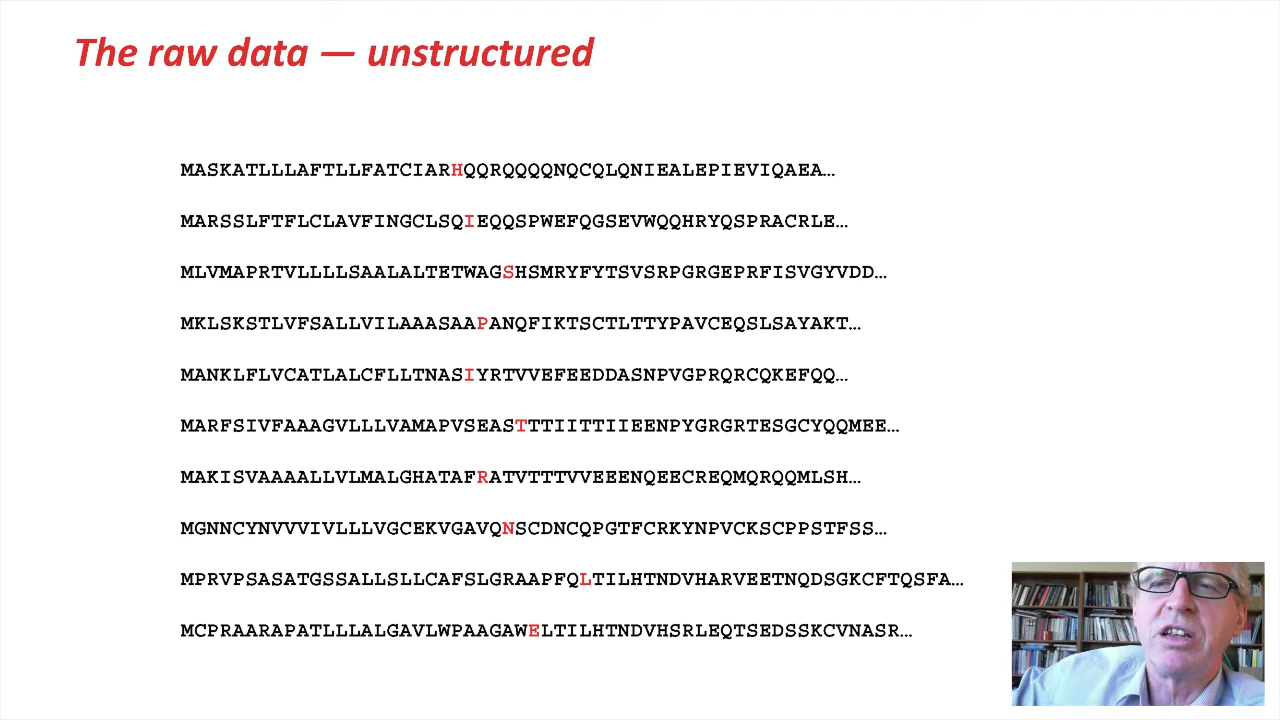 The raw data — unstructured
MASKATLLLAFTLLFATCIARHQQRQQQQNQCQLQNIEALEPIEVIQAEA…
MARSSLFTFLCLAVFINGCLSQIEQQSPWEFQGSEVWQQHRYQSPRACRLE…
MLVMAPRTVLLLLSAALALTETWAGSHSMRYFYTSVSRPGRGEPRFISVGYVDD…
MKLSKSTLVFSALLVILAAASAAPANQFIKTSCTLTTYPAVCEQSLSAYAKT…
MANKLFLVCATLALCFLLTNASIYRTVVEFEEDDASNPVGPRQRCQKEFQQ…
MARFSIVFAAAGVLLLVAMAPVSEASTTTIITTIIEENPYGRGRTESGCYQQMEE…
MAKISVAAAALLVLMALGHATAFRATVTTTVVEEENQEECREQMQRQQMLSH…
MGNNCYNVVVIVLLLVGCEKVGAVQNSCDNCQPGTFCRKYNPVCKSCPPSTFSS…
MPRVPSASATGSSALLSLLCAFSLGRAAPFQLTILHTNDVHARVEETNQDSGKCFTQSFA…
MCPRAARAPATLLLALGAVLWPAAGAWELTILHTNDVHSRLEQTSEDSSKCVNASR…